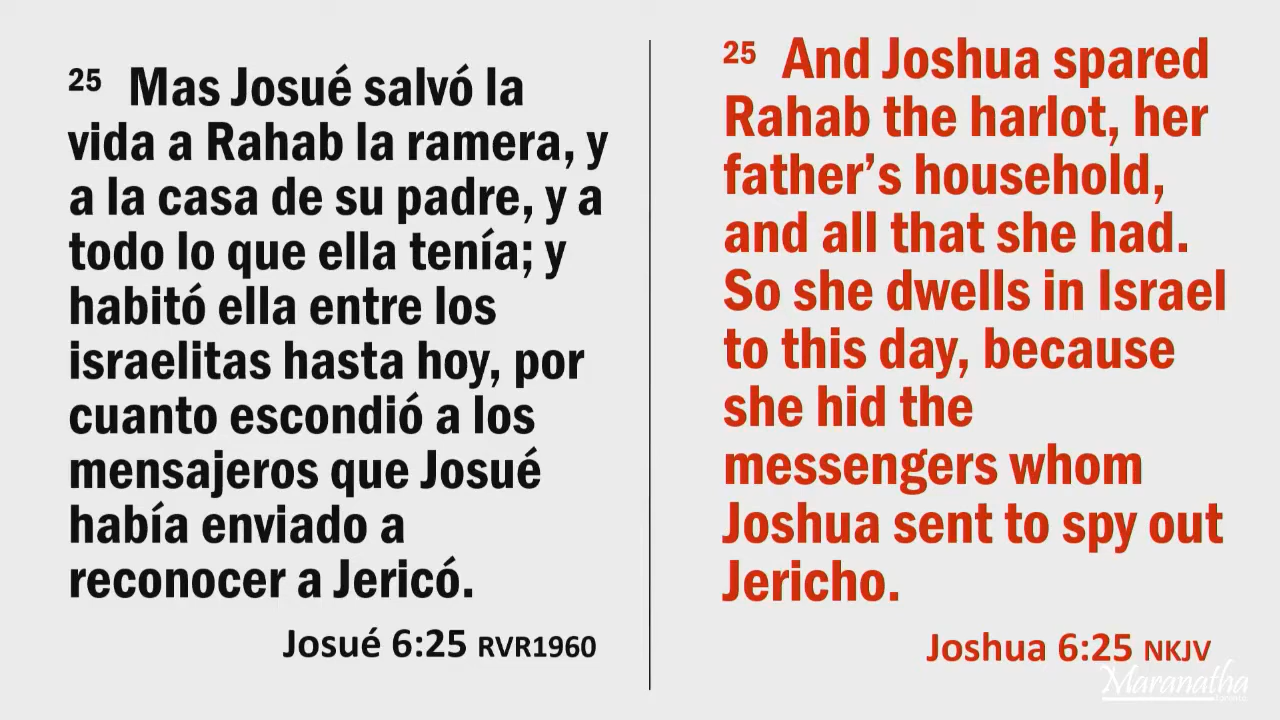 25 Mas Josué salvó la
vida a Rahab la ramera, y
a la casa de su padre, y a
todo lo que ella tenía; y
habitó ella entre los
israelitas hasta hoy, por
cuanto escondió a los
mensajeros que Josué
había enviado a
reconocer a Jericó.
Josué 6:25 RVR1960
25 And Joshua spared
Rahab the harlot, her
father’s household,
and all that she had.
So she dwells in Israel
to this day, because
she hid the
messengers whom
Joshua sent to spy out
Jericho.
Joshua 6:25 NKJV
Maranatha